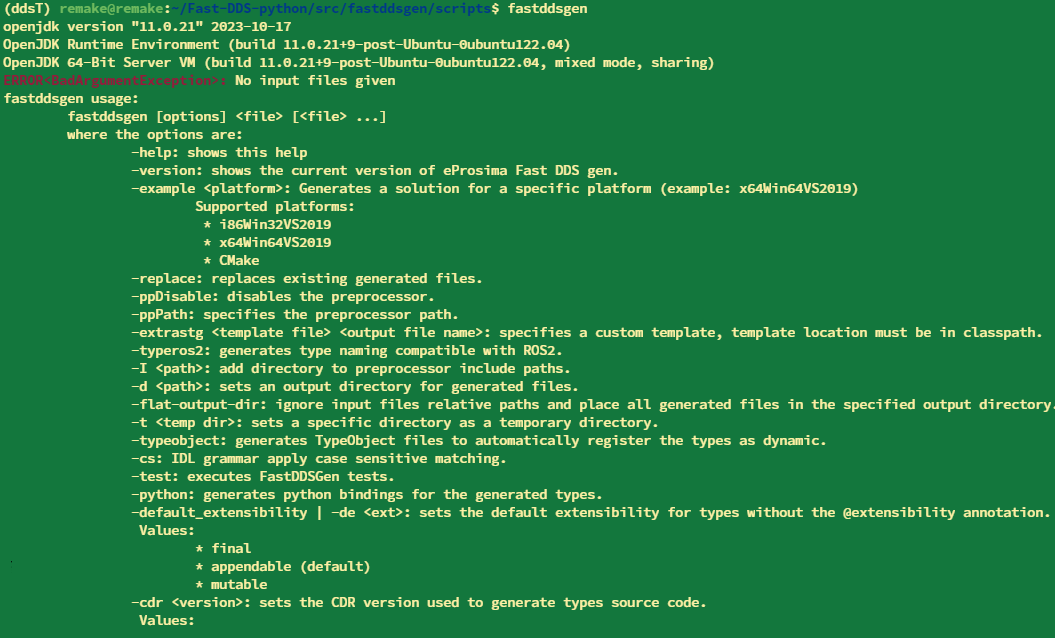 (ddsT) remake@remake:~/Fast-DDS-python/src/fastddsgen/scripts$ fastddsgen
openjdk version "11.0.21" 2023-10-17
OpenJDK Runtime Environment (build 11.0.21+9-post-Ubuntu-0ubuntu122.04)
OpenJDK 64-Bit Server VM (build 11.0.21+9-post-Ubuntu-0ubuntu122.04, mixed mode, sharing)
ERROR<BadArgumentException>: No input files given
fastddsgen usage:
fastddsgen [options] <file> [<file> ...]
where the options are:
-help: shows this help
-version: shows the current version of eProsima Fast DDS gen.
-example <platform>: Generates a solution for a specific platform (example: x64Win64VS2019)
Supported platforms:
* i86Win32VS2019
* x64Win64VS2019
* CMake
-replace: replaces existing generated files.
-ppDisable: disables the preprocessor.
-ppPath: specifies the preprocessor path.
-extrastg <template file> <output file name>: specifies a custom template, template location must be in classpath.
-typeros2: generates type naming compatible with ROS2.
-I <path>: add directory to preprocessor include paths.
-d <path>: sets an output directory for generated files.
-flat-output-dir: ignore input files relative paths and place all generated files in the specified output directory.
-t <temp dir>: sets a specific directory as a temporary directory.
-typeobject: generates TypeObject files to automatically register the types as dynamic.
-cs: IDL grammar apply case sensitive matching.
-test: executes FastDDSGen tests.
-python: generates python bindings for the generated types.
-default_extensibility | -de <ext>: sets the default extensibility for types without the @extensibility annotation.
Values:
* final
* appendable (default)
* mutable
-cdr <version>: sets the CDR version used to generate types source code.
Values: